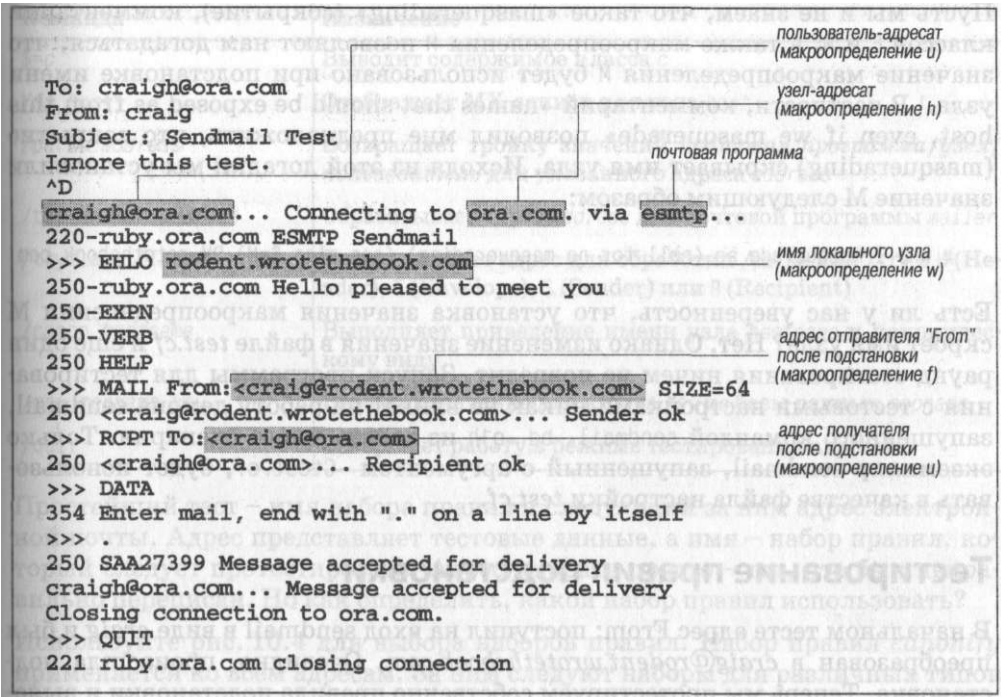 To: craigh@ora.com
From: craig
Subject: Sendmail Test
Ignore this test.
^D
craigh@ora.com... Connecting to ora.com. via esmtp...
220-ruby.ora.com ESMTP Sendmail
>>> EHLO rodent.wrotethebook.com
250-ruby.ora.com Hello pleased to meet you
250-EXPN
250-VERB
250 HELP
>>> MAIL From:<craig@rodent.wrotethebook.com> SIZE=64
250 <craig@rodent.wrotethebook.com>... Sender ok
>>> RCPT To:<craigh@ora.com>
250 <craigh@ora.com>... Recipient ok
>>> DATA
354 Enter mail, end with "." on a line by itself
>>> .
250 SAA27399 Message accepted for delivery
craigh@ora.com... Message accepted for delivery
Closing connection to ora.com.
>>> QUIT
221 ruby.ora.com closing connection
пользователь-адресат
(макроопределение u)
узел-адресат
(макроопределение h)
почтовая программа
имя локального узла
(макроопределение w)
адрес отправителя "From"
после подстановки
(макроопределение f)
адрес получателя
после подстановки
(макроопределение u)